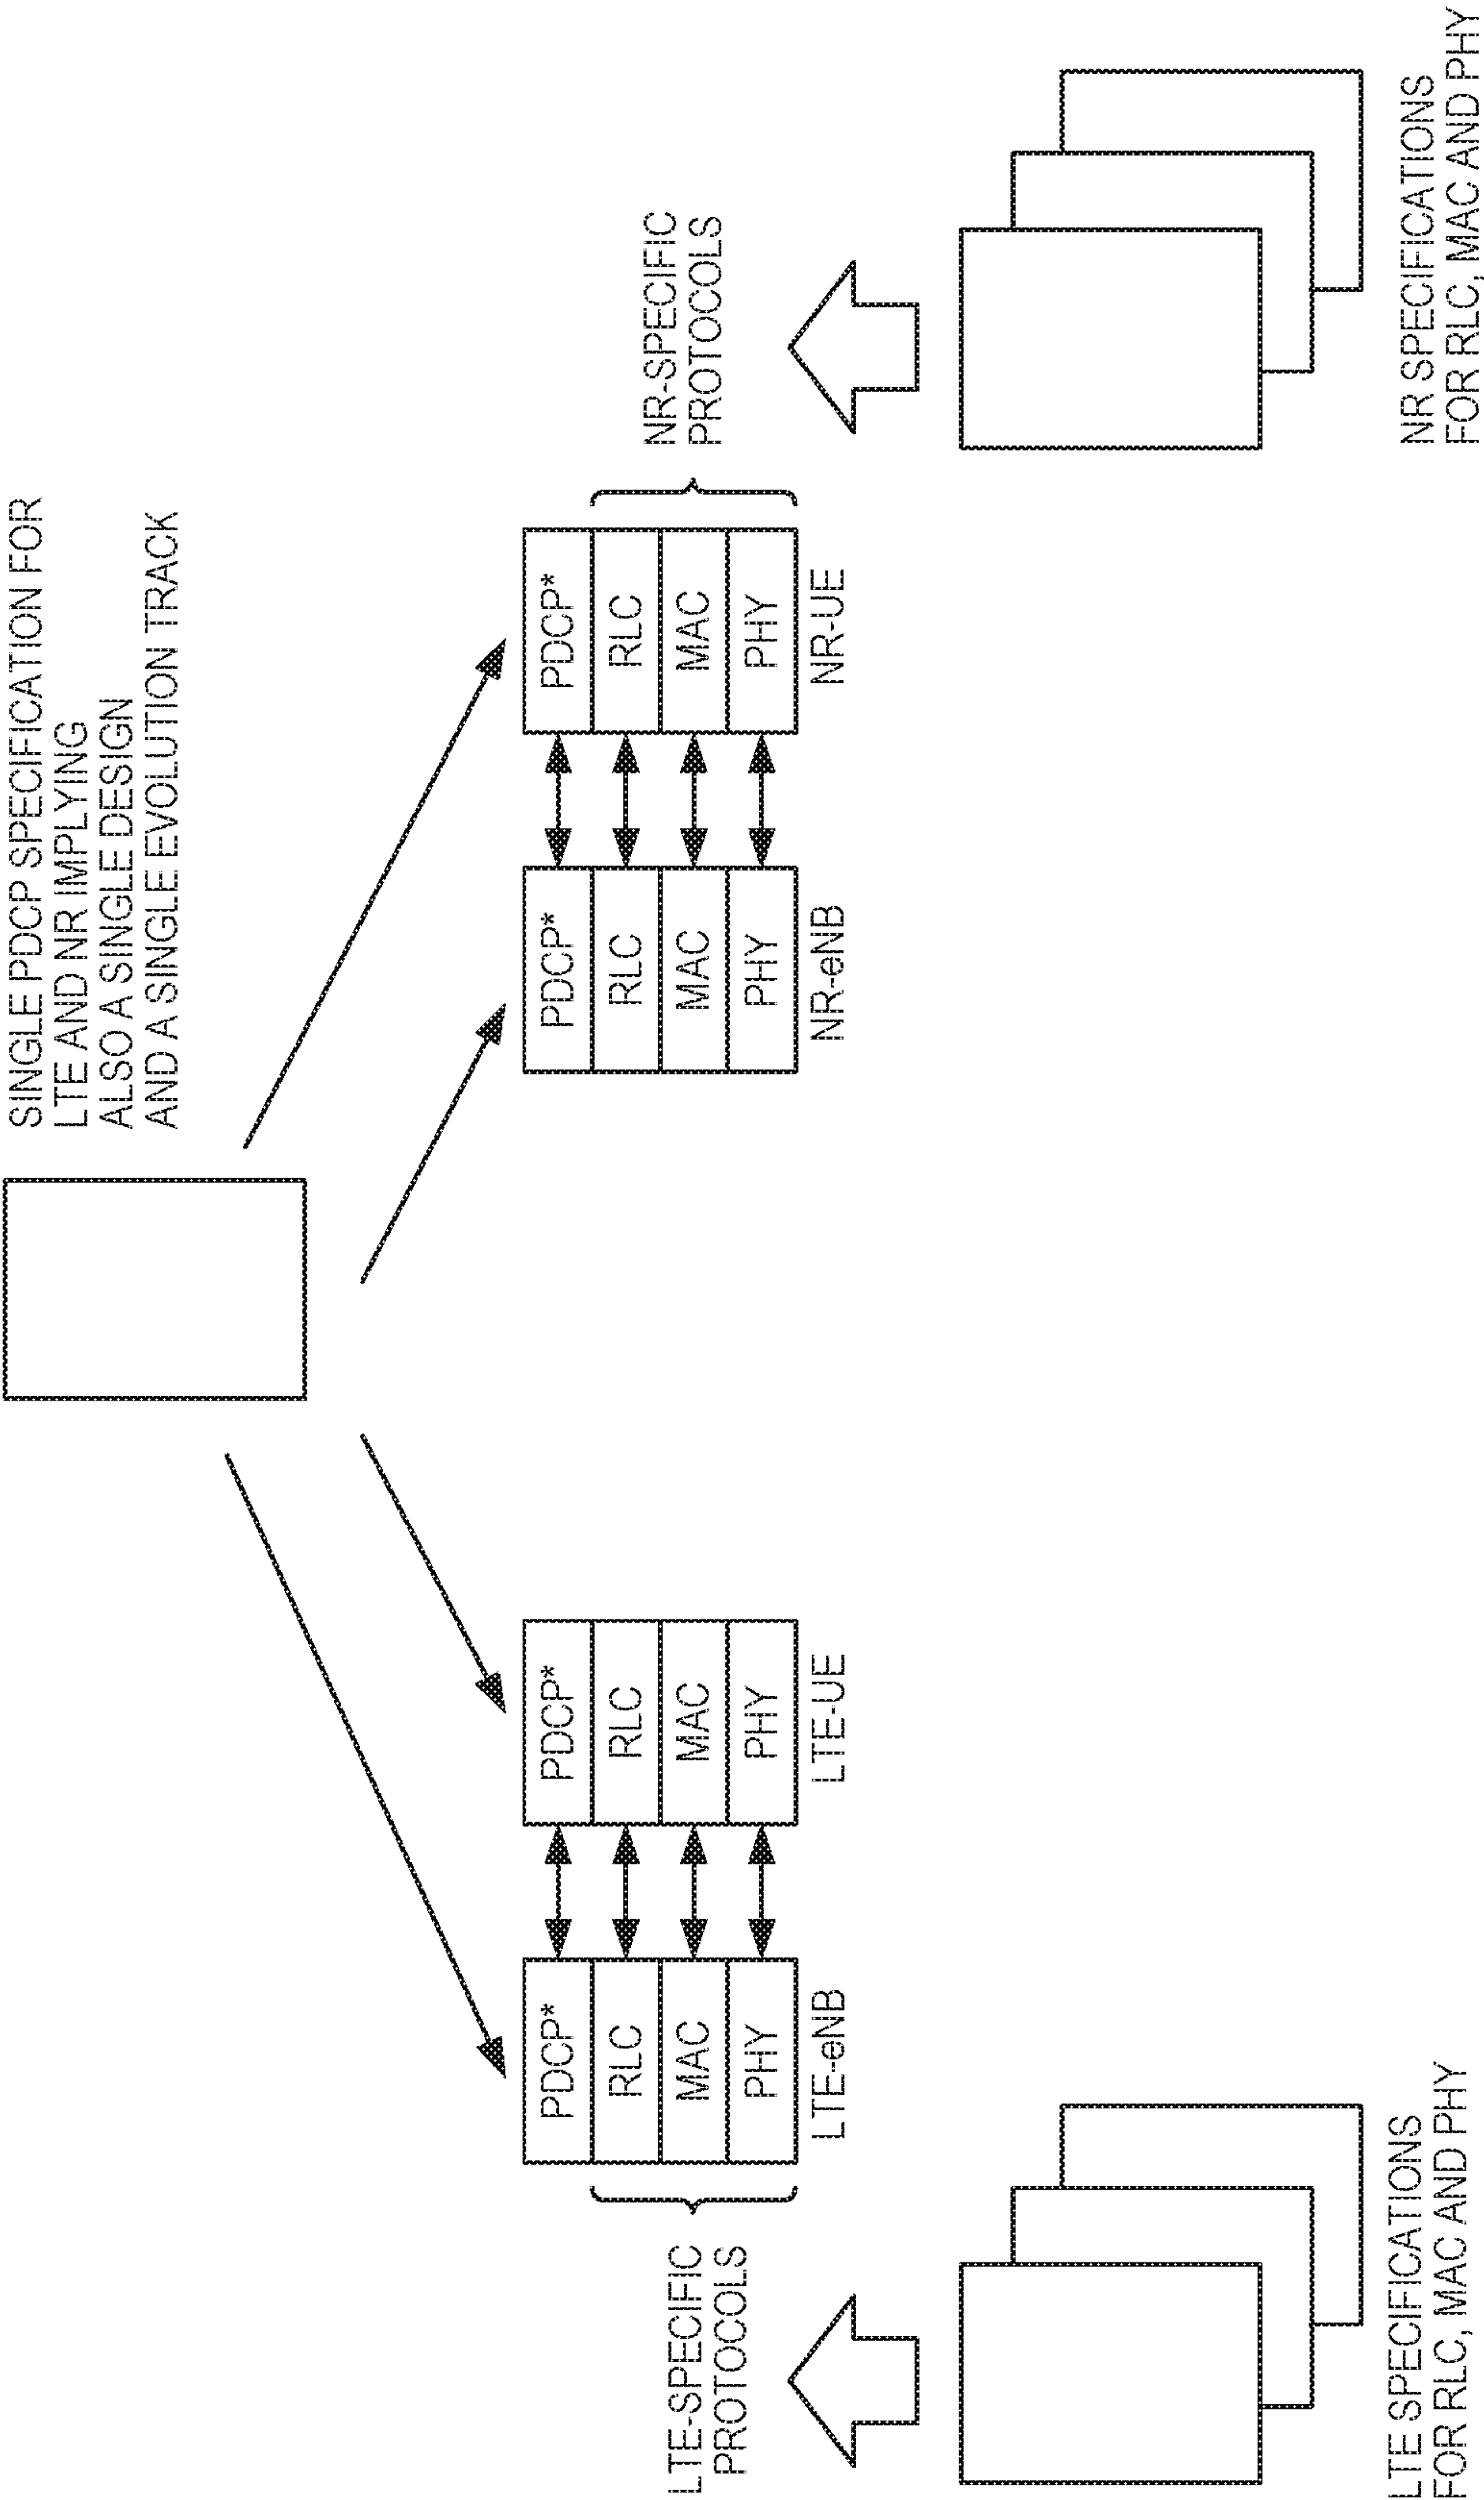 SINGLE PDCP SPECIFICATION FOR
LTE AND NR IMPLYING
ALSO A SINGLE DESIGN
AND A SINGLE EVOLUTION TRACK
LTE-SPECIFIC
PROTOCOLS
PDCP*
RLC
MAC
PHY
LTE-eNB
PDCP*
RLC
MAC
PHY
LTE-UE
PDCP*
RLC
MAC
PHY
NR-eNB
PDCP*
RLC
MAC
PHY
NR-UE
NR-SPECIFIC
PROTOCOLS
LTE SPECIFICATIONS
FOR RLC, MAC AND PHY
NR SPECIFICATIONS
FOR RLC, MAC AND PHY